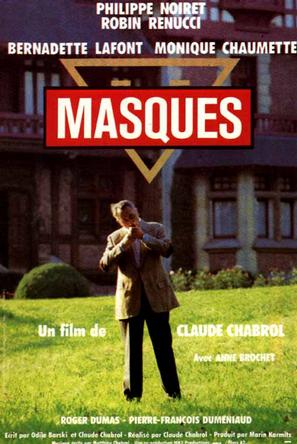 PHILIPPE NOIRET
ROBIN RENUCCI
BERNADETTE LAFONT MONIQUE CHAUMETTE
MASQUES
Un film de CLAUDE CHABROL
Avec ANNE BROCHET
ROGER DUMAS - PIERRE-FRANÇOIS DUMENIAUD
Ecrit par Odile Barski et Claude Chabrol - Réalisé par Claude Chabrol - Produit par Marin Karmitz